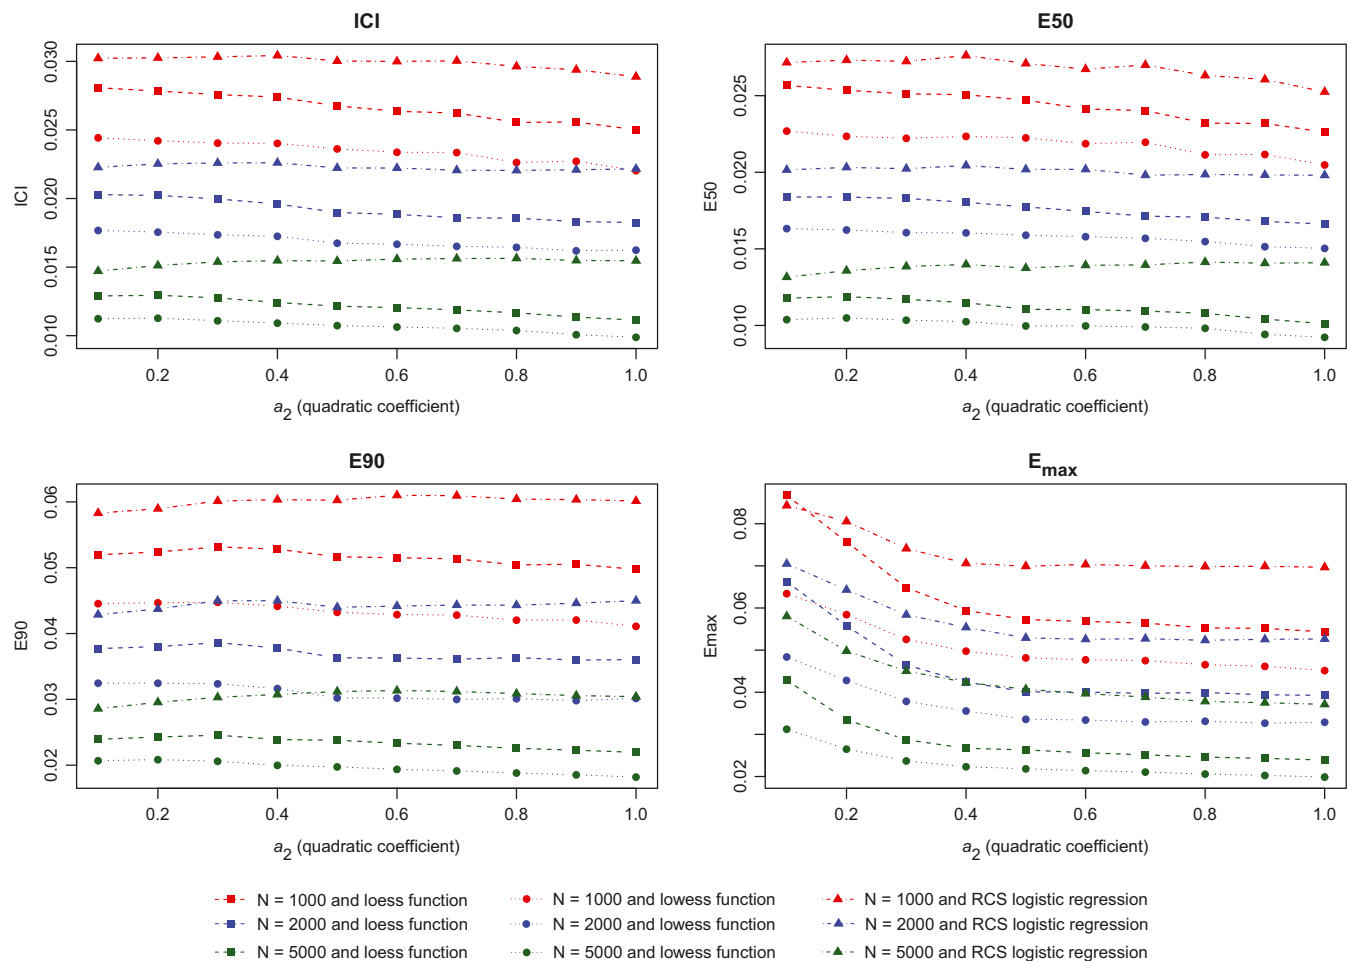 ICI
ICI
0.030
0.025
0.020
0.015
0.010
0.2 0.4 0.6 0.8 1.0
a2 (quadratic coefficient)
E50
E50
0.025
0.020
0.015
0.010
0.2 0.4 0.6 0.8 1.0
a2 (quadratic coefficient)
E90
E90
0.06
0.05
0.04
0.03
0.02
0.2 0.4 0.6 0.8 1.0
a2 (quadratic coefficient)
Emax
Emax
0.08
0.06
0.04
0.02
0.2 0.4 0.6 0.8 1.0
a2 (quadratic coefficient)
N = 1000 and loess function
N = 2000 and loess function
N = 5000 and loess function
N = 1000 and lowess function
N = 2000 and lowess function
N = 5000 and lowess function
N = 1000 and RCS logistic regression
N = 2000 and RCS logistic regression
N = 5000 and RCS logistic regression